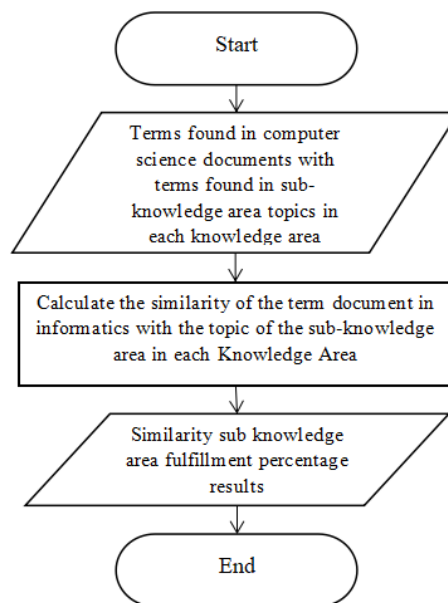 Start
Terms found in computer
science documents with
terms found in sub-
knowledge area topics in
each knowledge area
Calculate the similarity of the term document in
informatics with the topic of the sub-knowledge
area in each Knowledge Area
Similarity sub knowledge
area fulfillment percentage
results
End